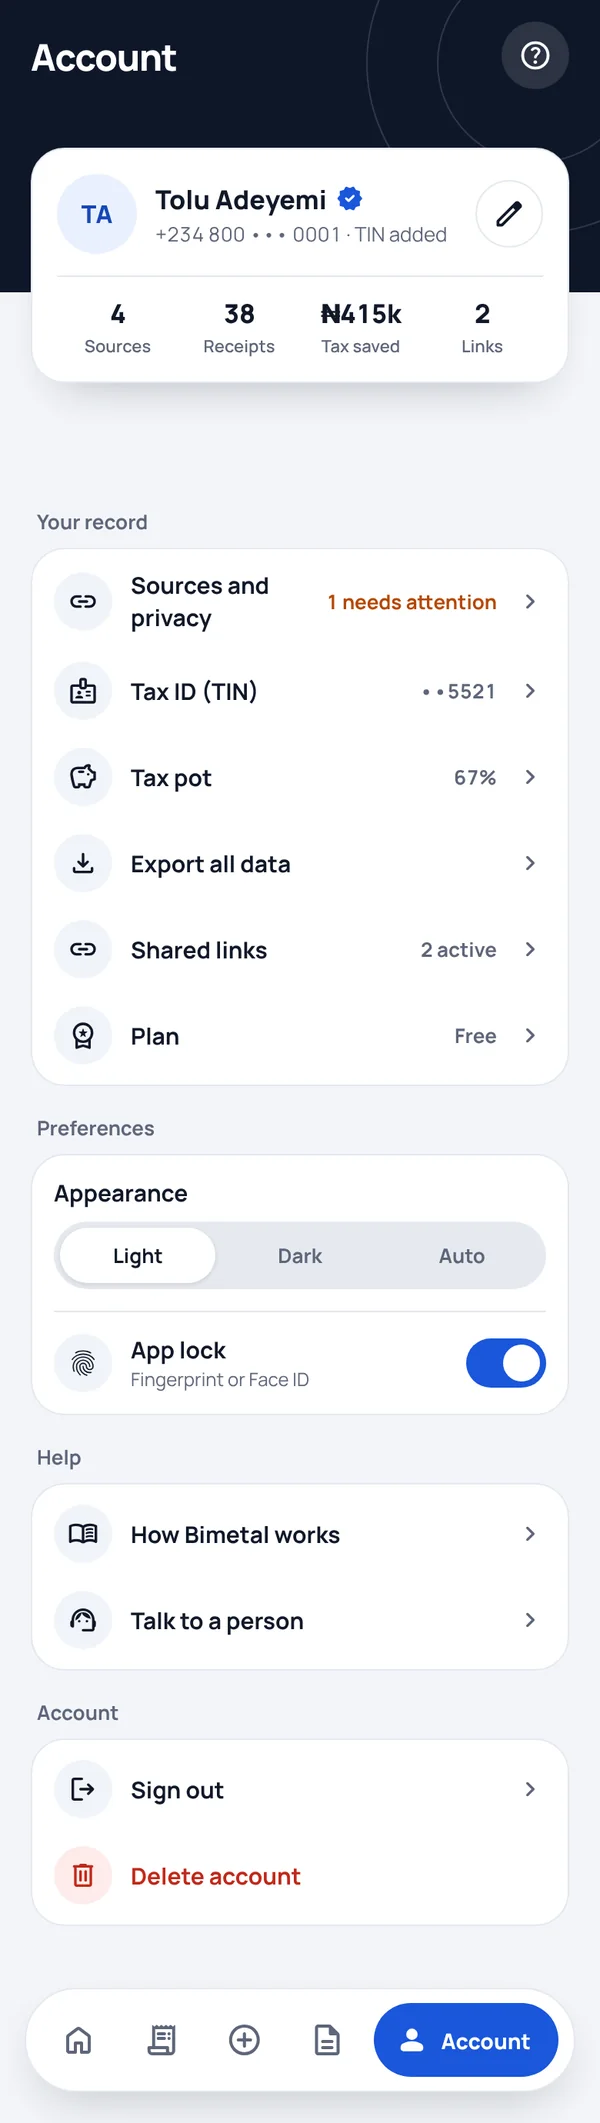 Account
TA
Tolu Adeyemi
+234 800 • • • 0001 · TIN added
4
Sources
38
Receipts
₦415k
Tax saved
2
Links
Your record
Sources and
privacy
1 needs attention
Tax ID (TIN)
• • 5521
Tax pot
67%
Export all data
Shared links
2 active
Plan
Free
Preferences
Appearance
Light
Dark
Auto
App lock
Fingerprint or Face ID
Help
How Bimetal works
Talk to a person
Account
Sign out
Delete account
Account